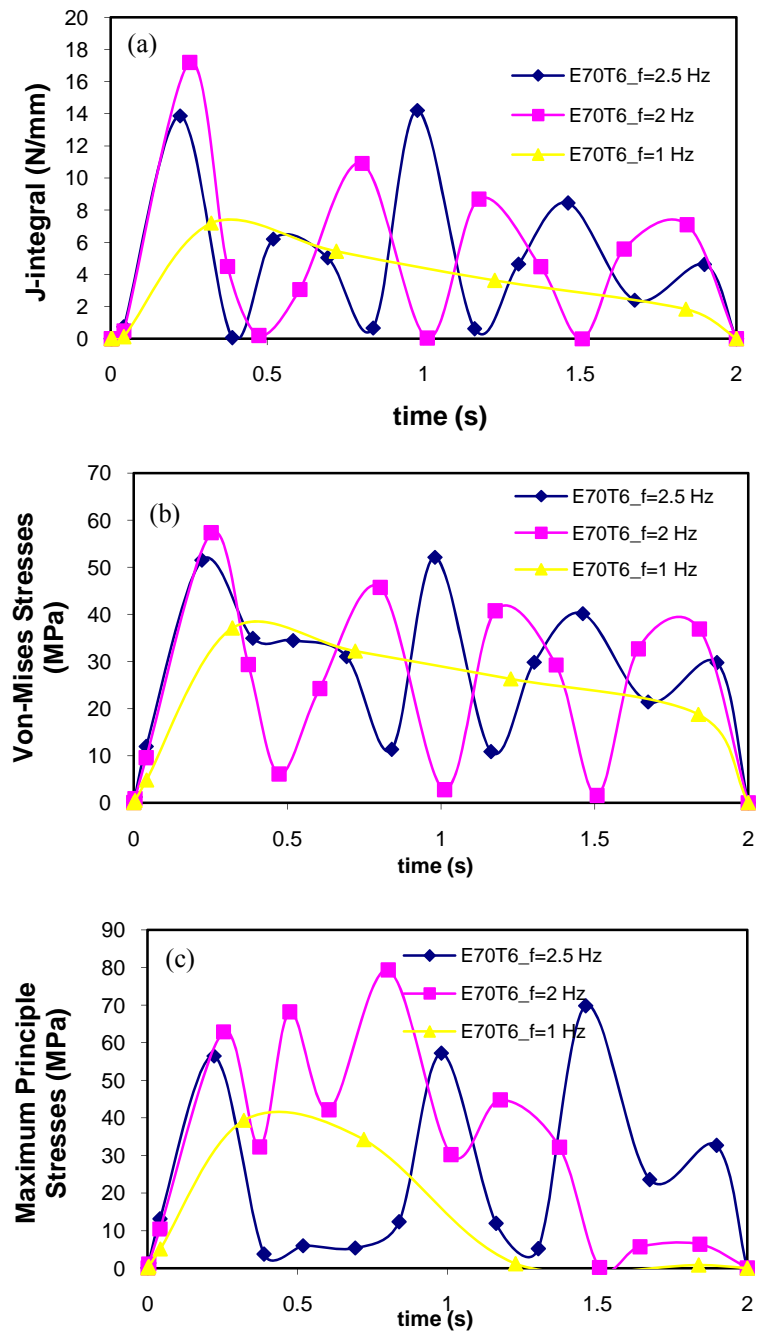 (a)
E70T6_f=2.5 Hz
E70T6_f=2 Hz
E70T6_f=1 Hz
J-integral (N/mm)
20
18
16
14
12
10
8
6
4
2
0
0 0.5 1 1.5 2
time (s)
(b)
E70T6_f=2.5 Hz
E70T6_f=2 Hz
E70T6_f=1 Hz
Von-Mises Stresses
(MPa)
70
60
50
40
30
20
10
0
0 0.5 1 1.5 2
time (s)
(c)
E70T6_f=2.5 Hz
E70T6_f=2 Hz
E70T6_f=1 Hz
Maximum Principle
Stresses (MPa)
90
80
70
60
50
40
30
20
10
0
0 0.5 1 1.5 2
time (s)